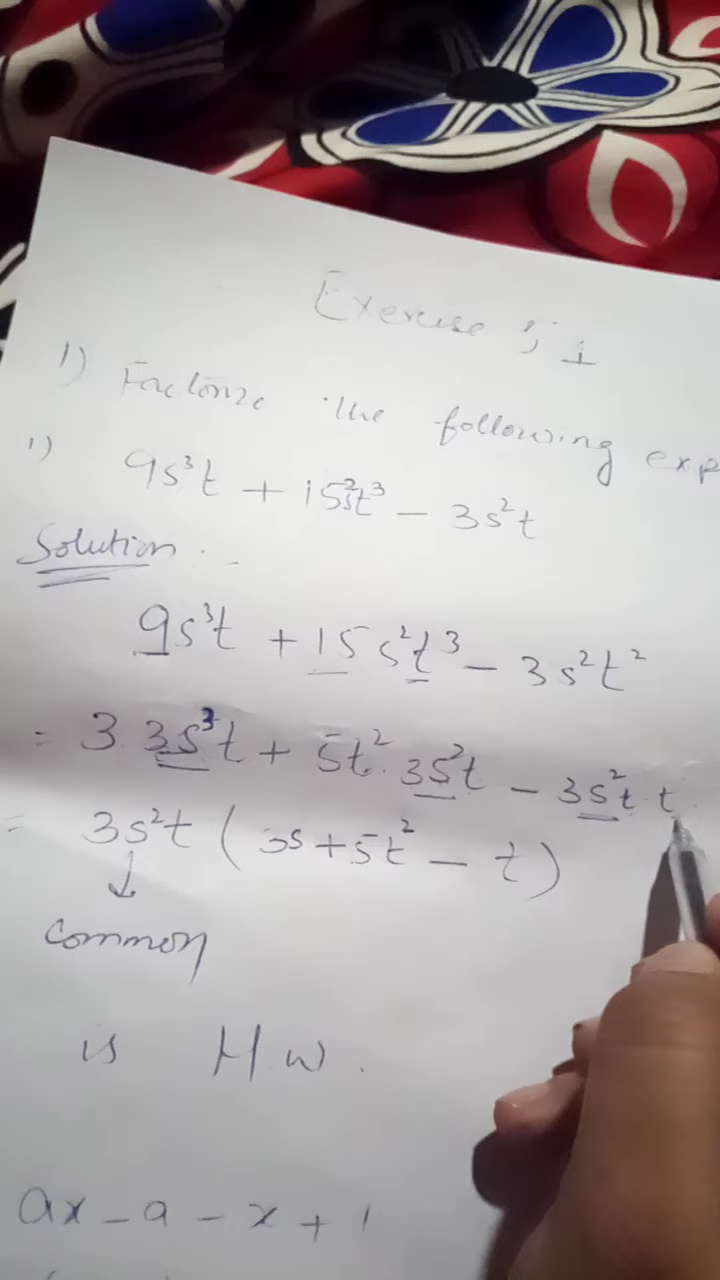 Exercise 5.1
1) Factorize the following exp
1) 9s³t + 15s²t³ - 3s²t
Solution.
9s³t + 15s²t³ - 3s²t²
= 3.3s³t + 5t².3s²t - 3s²t t
= 3s²t (3s + 5t² - t)
↓
common
is H.W.
ax - a - x + 1